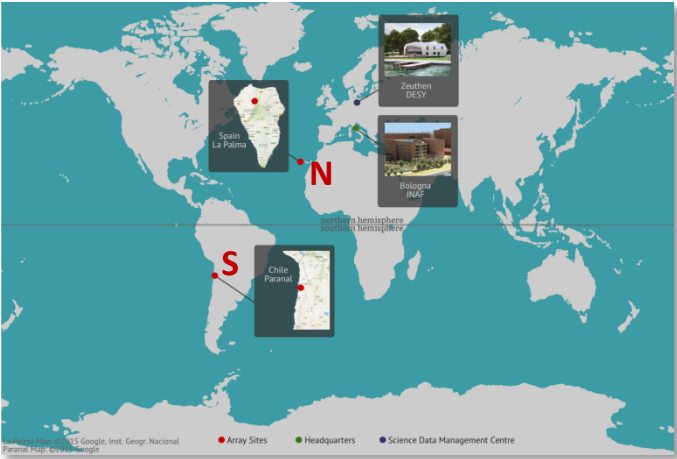 Zeuthen
DESY
Spain
La Palma
N
Bologna
INAF
northern hemisphere
southern hemisphere
S
Chile
Paranal
La Palma Map: ©2015 Google, Inst. Geogr. Nacional
Paranal Map: ©2015 Google
Array Sites
Headquarters
Science Data Management Centre